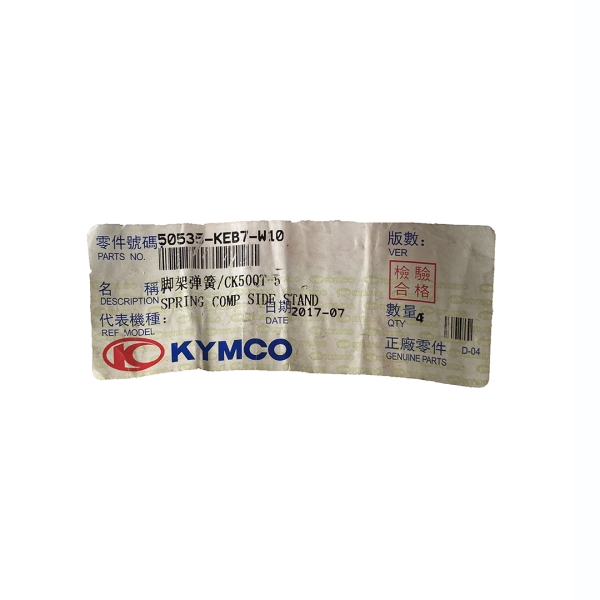 零件號碼 50535-KEB7-W10
PARTS NO.
版數:
VER
檢驗
合格
名 稱 脚架弹簧/CK50QT-5
DESCRIPTION SPRING COMP SIDE STAND
代表機種:
REF MODEL
日期 2017-07
DATE
數量 4
QTY
KYMCO
正廠零件 D-04
GENUINE PARTS